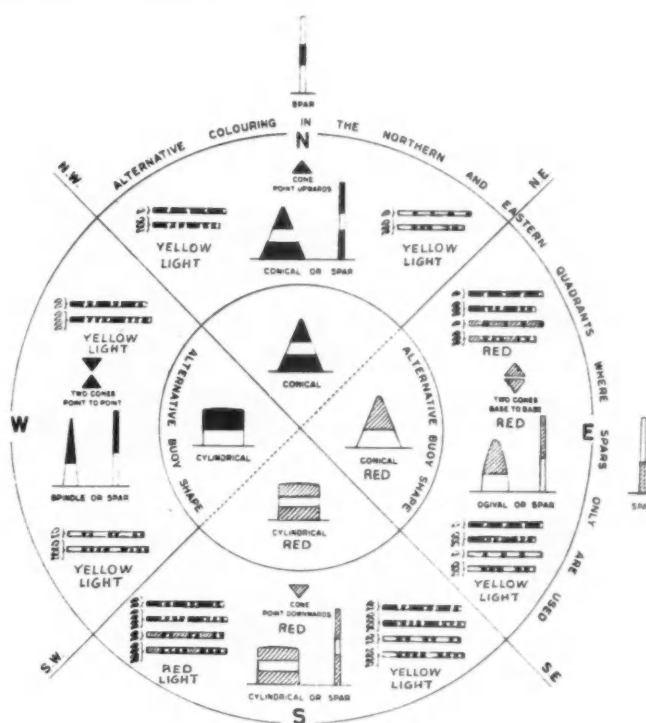 SPAR
ALTERNATIVE COLOURING IN THE NORTHERN AND EASTERN QUADRANTS WHERE SPARS ONLY ARE USED
N
N.W.
NE
CONE
POINT UPWARDS
YELLOW
LIGHT
CONICAL OR SPAR
YELLOW
LIGHT
YELLOW
LIGHT
RED
TWO CONES
POINT TO POINT
TWO CONES
BASE TO BASE
RED
ALTERNATIVE BUOY SHAPE
ALTERNATIVE BUOY SHAPE
CONICAL
W
E
CYLINDRICAL
CONICAL
RED
SPINDLE OR SPAR
OGIVAL OR SPAR
SPA
CYLINDRICAL
RED
YELLOW
LIGHT
YELLOW
LIGHT
CONE
POINT DOWNWARDS
RED
RED
LIGHT
YELLOW
LIGHT
CYLINDRICAL OR SPAR
SW
SE
S